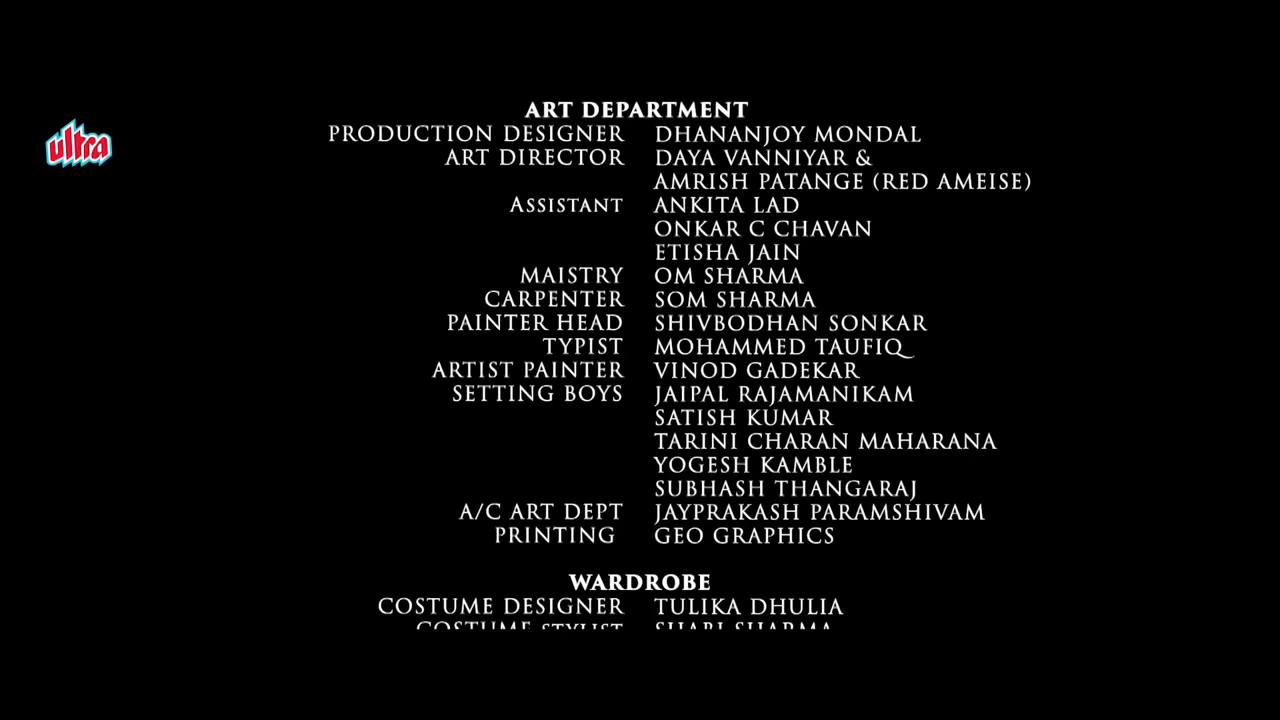 ultra
ART DEPARTMENT
PRODUCTION DESIGNER DHANANJOY MONDAL
ART DIRECTOR DAYA VANNIYAR &
AMRISH PATANGE (RED AMEISE)
ASSISTANT ANKITA LAD
ONKAR C CHAVAN
ETISHA JAIN
MAISTRY OM SHARMA
CARPENTER SOM SHARMA
PAINTER HEAD SHIVBODHAN SONKAR
TYPIST MOHAMMED TAUFIQ
ARTIST PAINTER VINOD GADEKAR
SETTING BOYS JAIPAL RAJAMANIKAM
SATISH KUMAR
TARINI CHARAN MAHARANA
YOGESH KAMBLE
SUBHASH THANGARAJ
A/C ART DEPT JAYPRAKASH PARAMSHIVAM
PRINTING GEO GRAPHICS
WARDROBE
COSTUME DESIGNER TULIKA DHULIA
COSTUME STYLIST SHARMA